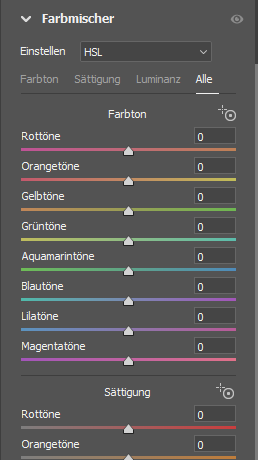 Farbmischer
Einstellen HSL
Farbton Sättigung Luminanz Alle
Farbton
Rottöne 0
Orangetöne 0
Gelbtöne 0
Grüntöne 0
Aquamarintöne 0
Blautöne 0
Lilatöne 0
Magentatöne 0
Sättigung
Rottöne 0
Orangetöne 0